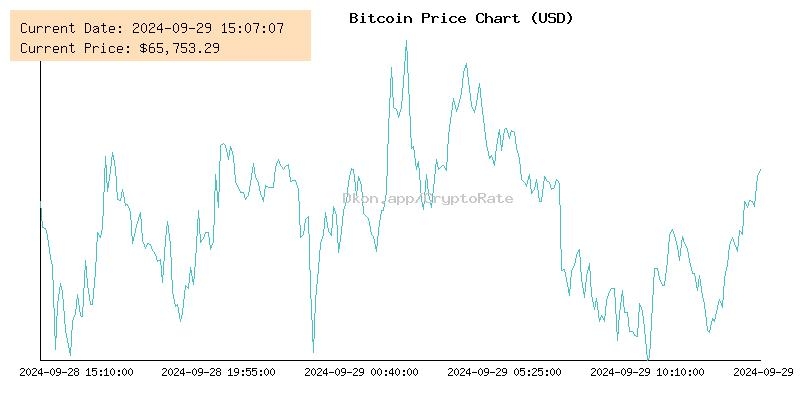 Bitcoin Price Chart (USD)
Current Date: 2024-09-29 15:07:07
Current Price: $65,753.29
Dkon.app/CryptoRate
2024-09-28 15:10:00
2024-09-28 19:55:00
2024-09-29 00:40:00
2024-09-29 05:25:00
2024-09-29 10:10:00
2024-09-29